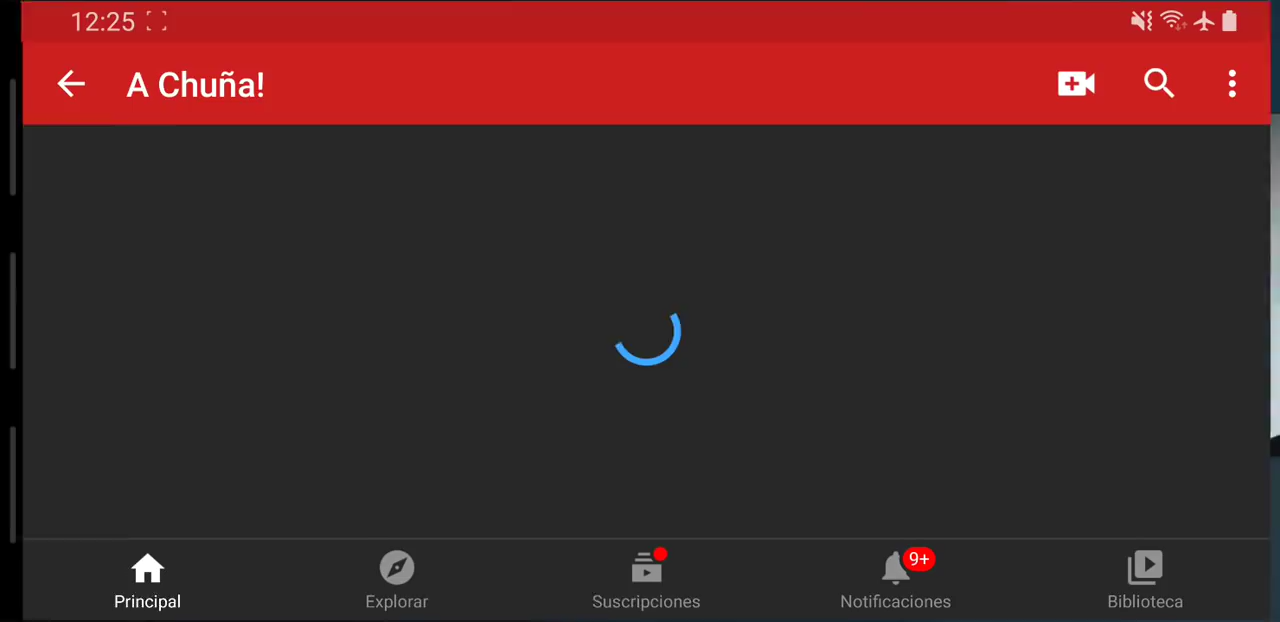 12:25
A Chuña!
Principal
Explorar
Suscripciones
9+
Notificaciones
Biblioteca